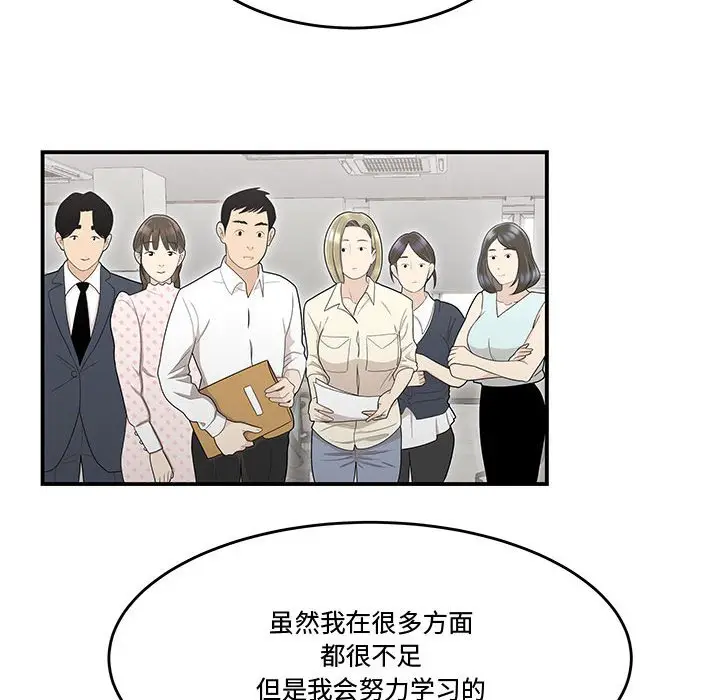 虽然我在很多方面
都很不足
但是我会努力学习的